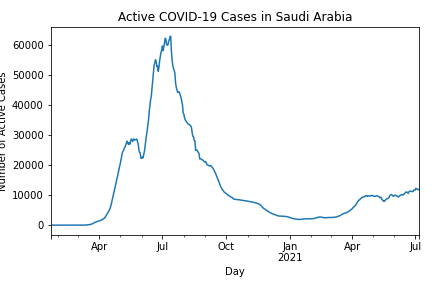 Active COVID-19 Cases in Saudi Arabia
Number of Active Cases
60000
50000
40000
30000
20000
10000
0
Apr Jul Oct Jan Apr Jul
2021
Day